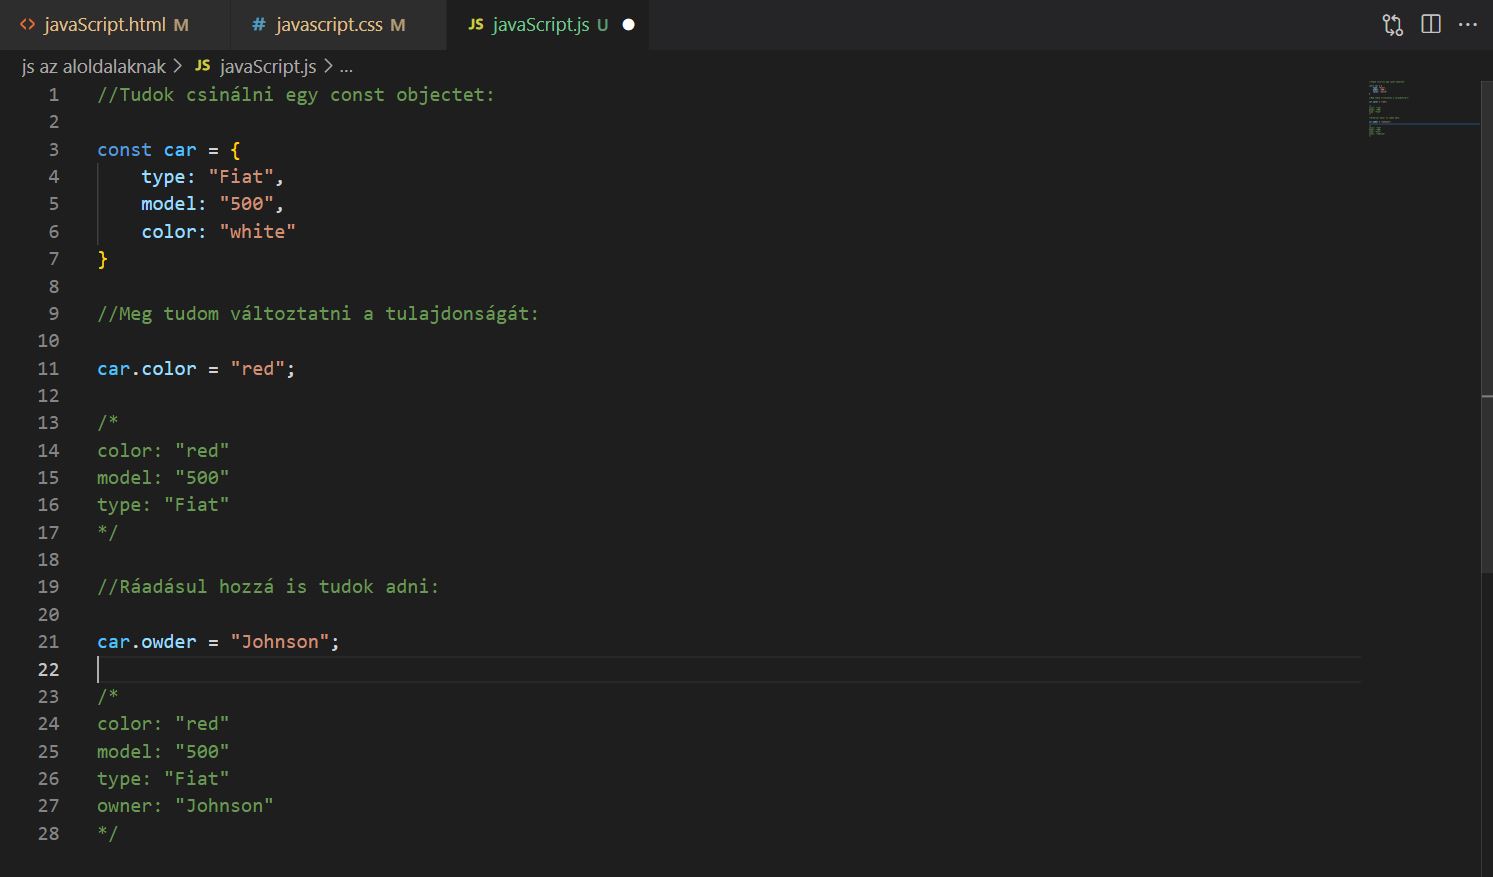 javaScript.html M
# javascript.css M
JS javaScript.js U
js az aloldalaknak > JS javaScript.js > ...
1 //Tudok csinálni egy const objectet:
2
3 const car = {
4 type: "Fiat",
5 model: "500",
6 color: "white"
7 }
8
9 //Meg tudom változtatni a tulajdonságát:
10
11 car.color = "red";
12
13 /*
14 color: "red"
15 model: "500"
16 type: "Fiat"
17 */
18
19 //Ráadásul hozzá is tudok adni:
20
21 car.owder = "Johnson";
22
23 /*
24 color: "red"
25 model: "500"
26 type: "Fiat"
27 owner: "Johnson"
28 */